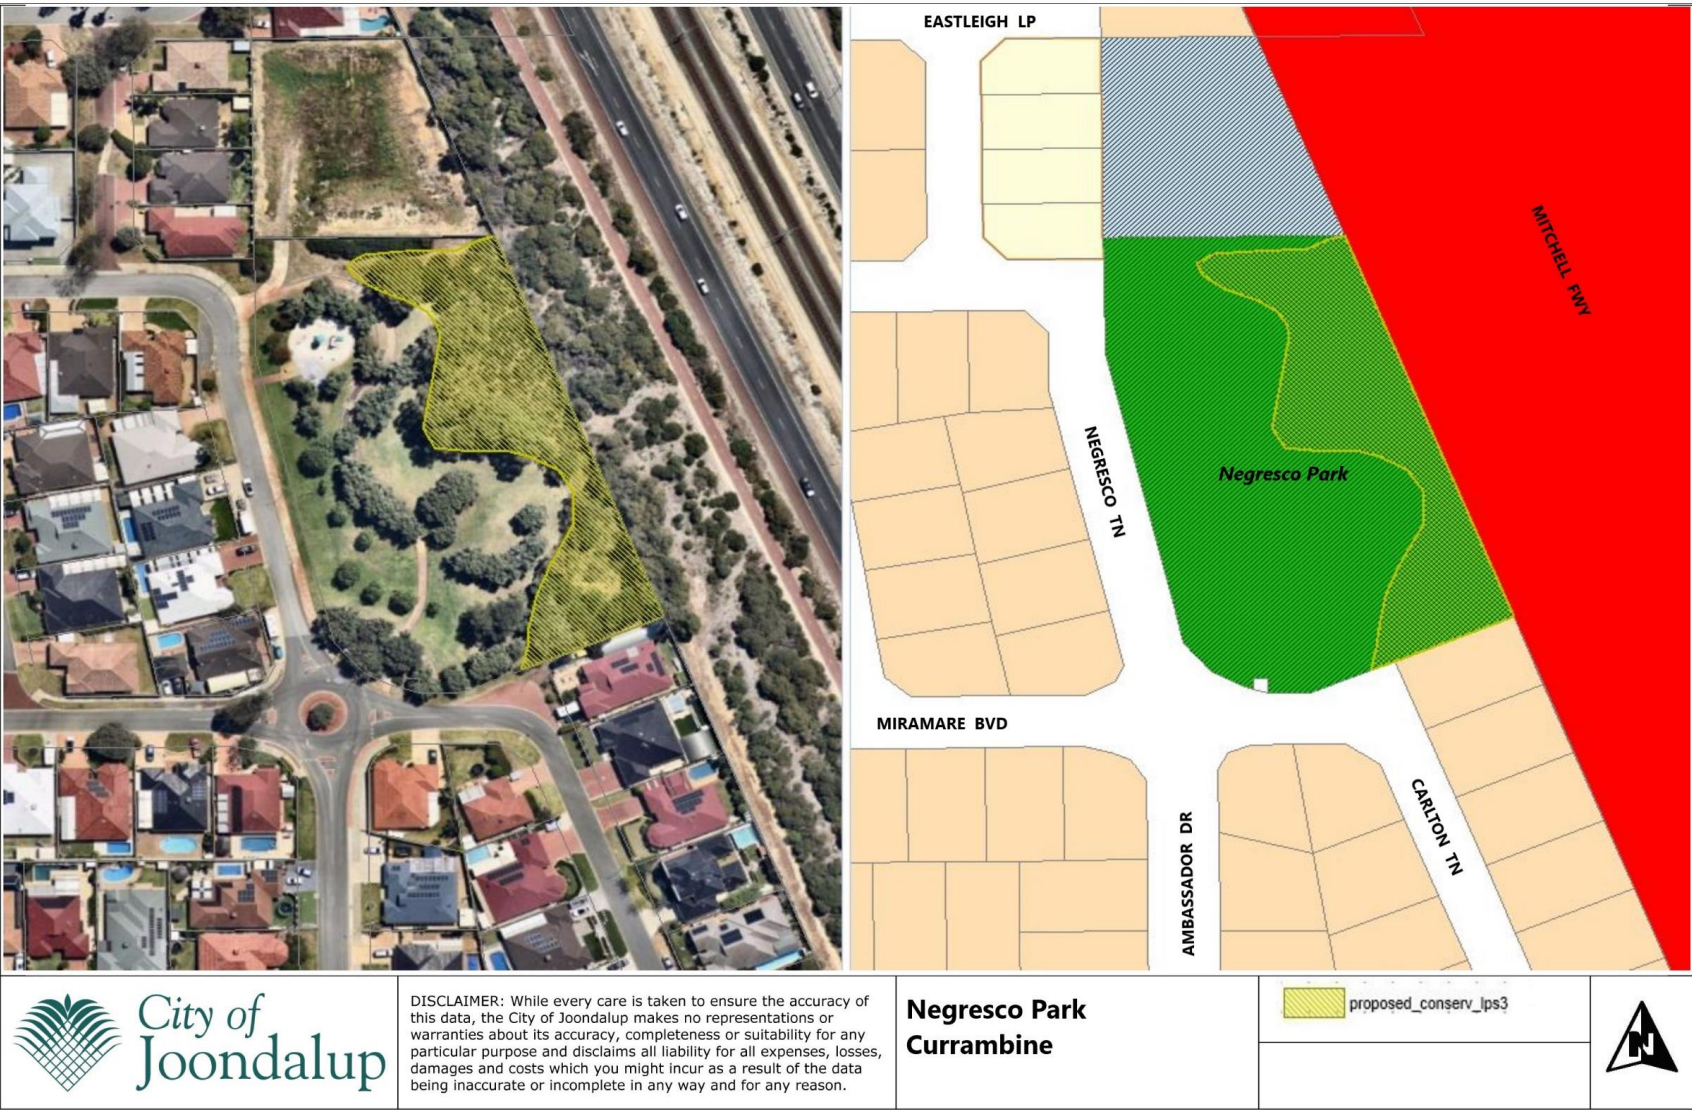 EASTLEIGH LP
MITCHELL FWY
NEGRESCO TN
Negresco Park
MIRAMARE BVD
CARLTON TN
AMBASSADOR DR
City of
Joondalup
DISCLAIMER: While every care is taken to ensure the accuracy of
this data, the City of Joondalup makes no representations or
warranties about its accuracy, completeness or suitability for any
particular purpose and disclaims all liability for all expenses, losses,
damages and costs which you might incur as a result of the data
being inaccurate or incomplete in any way and for any reason.
Negresco Park
Currambine
proposed_conserv_lps3
N